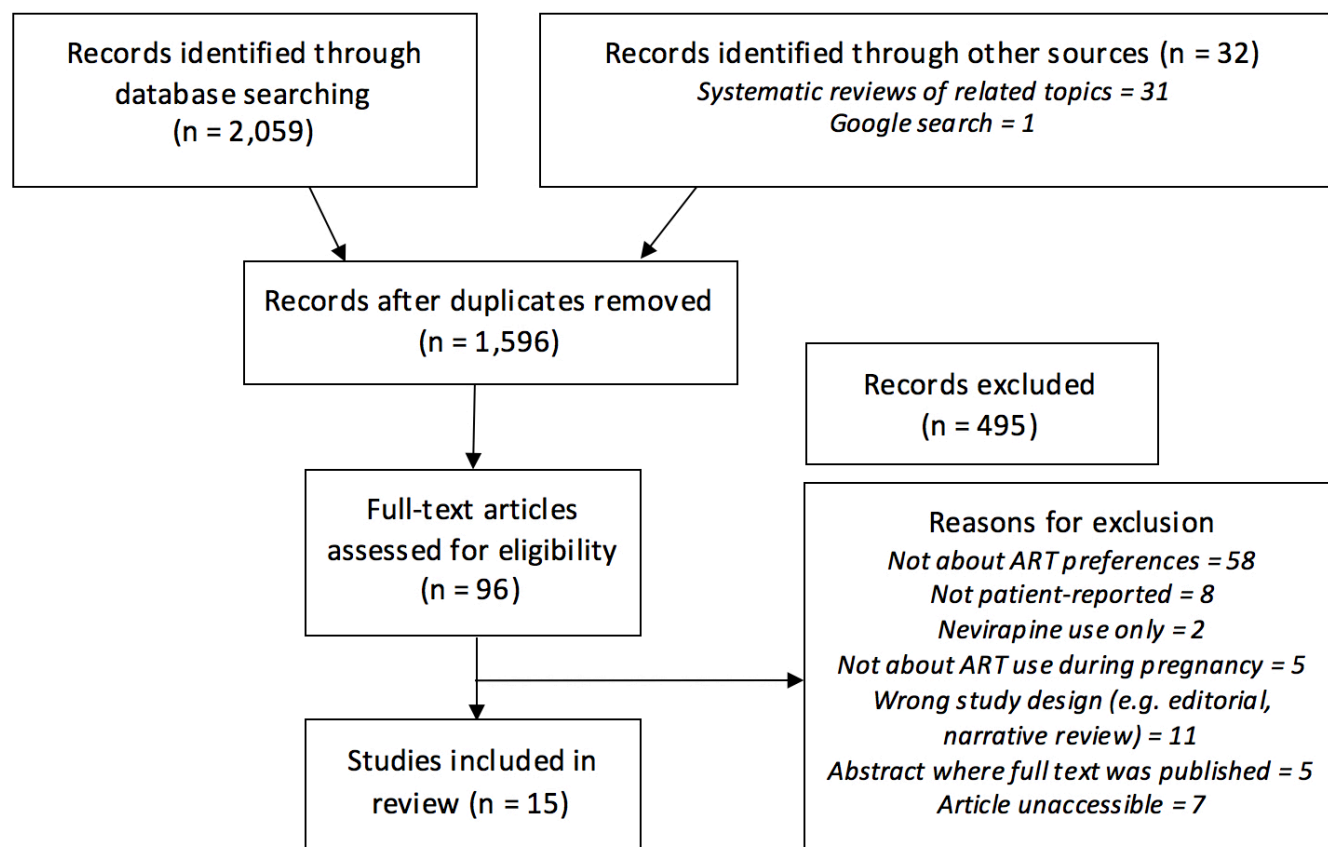 Records identified through
database searching
(n = 2,059)
Records identified through other sources (n = 32)
Systematic reviews of related topics = 31
Google search = 1
Records after duplicates removed
(n = 1,596)
Records excluded
(n = 495)
Full-text articles
assessed for eligibility
(n = 96)
Reasons for exclusion
Not about ART preferences = 58
Not patient-reported = 8
Nevirapine use only = 2
Not about ART use during pregnancy = 5
Wrong study design (e.g. editorial,
narrative review) = 11
Abstract where full text was published = 5
Article unaccessible = 7
Studies included in
review (n = 15)